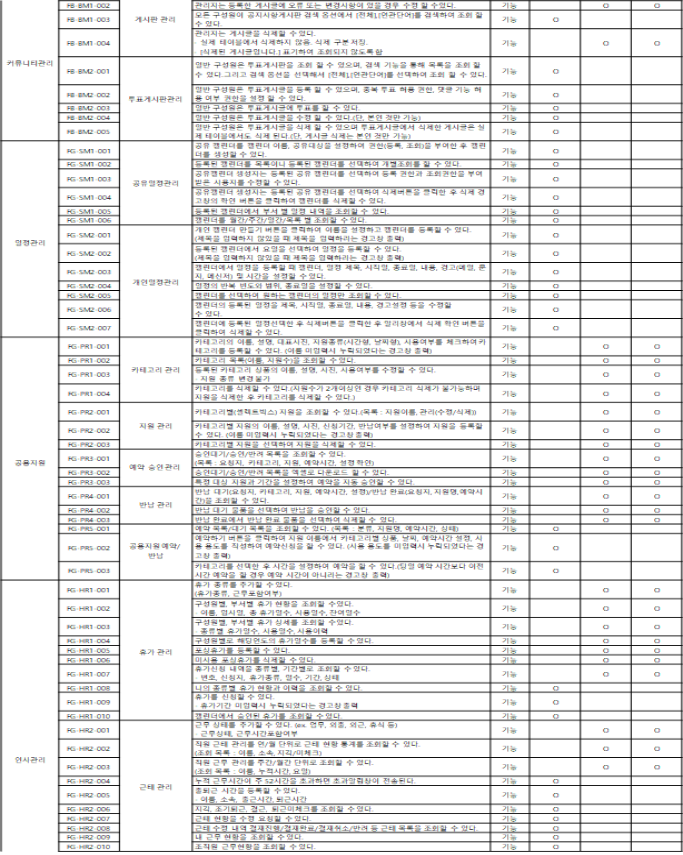 FB-BM1-002 관리자는 등록한 게시글에 오류 또는 변경사항이 있을 경우 수정 할 수있다. 기능 O O
게시판 관리
FB-BM1-003 모든 구성원이 공지사항게시판 검색 옵션에서 [전체],[연관단어]를 검색하여 조회 할 수 있다. 기능 O
FB-BM1-004 관리자는 게시글을 삭제할 수 있다. 기능 O O
- 실제 테이블에서 삭제하지 않음. 삭제 구분저장.
- [삭제된 게시글입니다.] 표기하여 조회되지 않도록함
커뮤니티관리
FB-BM2-001 일반 구성원은 투표게시판을 조회 할 수 있으며, 검색 기능을 통해 목록을 조회 할 수 있다.그리고 검색 옵션을 선택해서 [전체],[연관단어]를 선택하여 조회 할 수 있다. 기능 O
투표게시판관리
FB-BM2-002 일반 구성원은 투표게시글을 등록 할 수 있으며, 중복 투표 허용 권한, 댓글 기능 허용 여부 권한을 설정 할 수 있다. 기능 O
FB-BM2-003 일반 구성원은 투표게시글에 투표를 할 수 있다. 기능 O
FB-BM2-004 일반 구성원은 투표게시글을 수정 할 수 있다.(단, 본인 것만 가능) 기능 O
FB-BM2-005 일반 구성원은 투표게시글을 삭제 할 수 있으며 투표게시글에서 삭제한 게시글은 실제 테이블에서도 삭제 된다.(단, 게시글 삭제는 본인 것만 가능) 기능 O
일정관리
공유일정관리
FG-SM1-001 공유 캘린더를 캘린더 이름, 공유대상을 설정하여 권한(등록, 조회)을 부여한 후 캘린더를 생성할 수 있다. 기능 O
FG-SM1-002 등록된 캘린더를 목록이나 등록된 캘린더를 선택하여 개별조회를 할 수 있다. 기능 O
FG-SM1-003 공유캘린더 생성자는 등록된 공유 캘린더를 선택하여 등록 권한과 조회권한을 부여 받은 사용자를 수정할 수 있다. 기능 O
FG-SM1-004 공유캘린더 생성자는 등록된 공유 캘린더를 선택하여 삭제버튼을 클릭한 후 삭제 경고창의 확인 버튼을 클릭하여 캘린더를 삭제할 수 있다. 기능 O
FG-SM1-005 등록된 캘린더에서 부서 별 일정 내역을 조회할 수 있다. 기능 O
FG-SM1-006 캘린더를 월간/주간/일간/목록 별 조회할 수 있다. 기능 O
개인일정관리
FG-SM2-001 개인 캘린더 만들기 버튼을 클릭하여 이름을 설정하고 캘린더를 등록할 수 있다. 기능 O
(제목을 입력하지 않았을 때 제목을 입력하라는 경고창 출력)
FG-SM2-002 등록된 캘린더에서 요일을 선택하여 일정을 등록할 수 있다. 기능 O
(제목을 입력하지 않았을 때 제목을 입력하라는 경고창 출력)
FG-SM2-003 캘린더에서 일정을 등록할 때 캘린더, 일정 제목, 시작일, 종료일, 내용, 경고(메일, 문자, 메신저) 및 시간을 설정할 수 있다. 기능 O
FG-SM2-004 일정의 반복 빈도와 범위, 종료일을 설정할 수 있다. 기능 O
FG-SM2-005 캘린더를 선택하여 원하는 캘린더의 일정만 조회할 수 있다. 기능 O
FG-SM2-006 캘린더의 등록된 일정을 제목, 시작일, 종료일, 내용, 경고설정 등을 수정할 수 있다. 기능 O
FG-SM2-007 캘린더에 등록된 일정선택한 후 삭제버튼을 클릭한 후 알림창에서 삭제 확인 버튼을 클릭하여 삭제할 수 있다. 기능 O
공용자원
카테고리 관리
FG-PR1-001 카테고리의 이름, 설명, 대표사진, 자원종류(시간형, 날짜형), 사용여부를 체크하여 카테고리를 등록할 수 있다. (이름 미입력시 누락되었다는 경고창 출력) 기능 O O
FG-PR1-002 카테고리 목록(이름, 자원수)을 조회할 수 있다. 기능 O O
FG-PR1-003 등록된 카테고리 상품의 이름, 설명, 사진, 사용여부를 수정할 수 있다. 기능 O O
- 자원 종류 변경불가
FG-PR1-004 카테고리를 삭제할 수 있다.(자원수가 2개이상인 경우 카테고리 삭제가 불가능하며 자원을 삭제한 후 카테고리를 삭제할 수 있다.) 기능 O O
자원 관리
FG-PR2-001 카테고리별(셀렉트박스) 자원을 조회할 수 있다.(목록 : 자원이름, 관리(수정/삭제)) 기능 O O
FG-PR2-002 카테고리별 자원의 이름, 설명, 사진, 신청기간, 반납여부를 설정하여 자원을 등록할 수 있다. (이름 미입력시 누락되었다는 경고창 출력) 기능 O O
FG-PR2-003 카테고리별 자원을 선택하여 자원을 삭제할 수 있다. 기능 O O
예약 승인관리
FG-PR3-001 승인대기/승인/반려 목록을 조회할 수 있다. 기능 O O
(목록 : 요청자, 카테고리, 자원, 예약시간, 설정확인)
FG-PR3-002 승인대기/승인/반려 목록을 엑셀로 다운로드 할 수 있다. 기능 O O
FG-PR3-003 특정 대상 자원과 기간을 설정하여 예약을 자동 승인할 수 있다. 기능 O O
반납 관리
FG-PR4-001 반납 대기(요청자, 카테고리, 자원, 예약시간, 설정)/반납 완료(요청자, 자원명,예약시간)을 조회할 수 있다. 기능 O O
FG-PR4-002 반납 대기 물품을 선택하여 반납을 승인할 수 있다. 기능 O O
FG-PR4-003 반납 완료에서 반납 완료 물품을 선택하여 삭제할 수 있다. 기능 O O
공용자원예약/반납
FG-PR5-001 예약 목록/대기 목록을 조회할 수 있다. (목록 : 분류, 자원명, 예약시간, 상태) 기능 O
FG-PR5-002 예약하기 버튼을 클릭하여 자원 이름에서 카테고리별 상품, 날짜, 예약시간 설정, 사용 용도를 작성하여 예약신청을 할 수 있다. (사용 용도를 미입력시 누락되었다는 경고창 출력) 기능 O
FG-PR5-003 카테고리를 선택한 후 시간을 설정하여 예약을 할 수 있다.(당일 예약 시간보다 이전 시간 예약을 할 경우 예약 시간이 아니라는 경고창 출력) 기능 O
인사관리
휴가 관리
FG-HR1-001 휴가 종류를 추가할 수 있다. 기능 O O
(휴가종류, 근무포함여부)
FG-HR1-002 구성원별, 부서별 휴가 현황을 조회할 수있다. 기능 O O
- 이름, 입사일, 총 휴가일수, 사용일수, 잔여일수
FG-HR1-003 구성원별, 부서별 휴가 상세를 조회할 수있다. 기능 O O
- 종류별 휴가일수, 사용일수, 사용이력
FG-HR1-004 구성원별로 해당연도의 휴가일수를 등록할 수 있다. 기능 O O
FG-HR1-005 포상휴가를 등록할 수 있다. 기능 O O
FG-HR1-006 미사용 포상휴가를 삭제할 수 있다. 기능 O O
FG-HR1-007 휴가신청 내역을 종류별, 기간별로 조회할 수 있다. 기능 O O
- 번호, 신청자, 휴가종류, 일수, 기간, 상태
FG-HR1-008 나의 종류별 휴가 현황과 이력을 조회할 수 있다. 기능 O
FG-HR1-009 휴가를 신청할 수 있다. 기능 O
- 휴가기간 미입력시 누락되었다는 경고창출력
FG-HR1-010 캘린더에서 승인된 휴가를 조회할 수 있다. 기능 O
근태 관리
FG-HR2-001 근무 상태를 추가할 수 있다. (ex. 업무, 외출, 외근, 휴식 등) 기능 O O
- 근무상태, 근무시간포함여부
FG-HR2-002 직원 근태 관리를 연/월 단위로 근태 현황 통계를 조회할 수 있다. 기능 O O
(조회 목록 : 이름, 소속, 지각/미체크)
FG-HR2-003 직원 근태 관리를 주간/월간 단위로 조회할 수 있다. 기능 O O
(조회 목록 : 이름, 누적시간, 요일)
FG-HR2-004 누적 근무시간이 주 52시간을 초과하면 초과알림창이 전송된다. 기능 O
FG-HR2-005 출퇴근 시간을 등록할 수 있다. 기능 O
- 이름, 소속, 출근시간, 퇴근시간
FG-HR2-006 지각, 조기퇴근, 결근, 퇴근미체크를 조회할 수 있다. 기능 O
FG-HR2-007 근태 현황을 수정 요청할 수 있다. 기능 O
FG-HR2-008 근태 수정 내역 결재진행/결재완료/결재취소/반려 등 근태 목록을 조회할 수 있다. 기능 O
FG-HR2-009 내 근무 현황을 조회할 수 있다. 기능 O
FG-HR2-010 조직원 근무현황을 조회할 수 있다. 기능 O